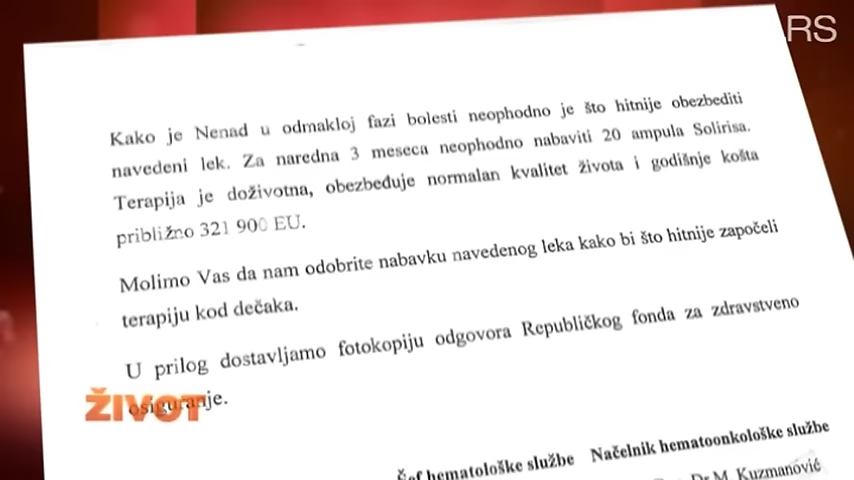 RS
Kako je Nenad u odmakloj fazi bolesti neophodno je što hitnije obezbediti
navedeni lek. Za naredna 3 meseca neophodno nabaviti 20 ampula Solirisa.
Terapija je doživotna, obezbeđuje normalan kvalitet života i godišnje košta
približno 321 900 EU.
Molimo Vas da nam odobrite nabavku navedenog leka kako bi što hitnije započeli
terapiju kod dečaka.
U prilog dostavljamo fotokopiju odgovora Republičkog fonda za zdravstveno
osiguranje.
ŽIVOT
Šef hematološke službe Načelnik hematoonkološke službe
Dr M. Kuzmanović